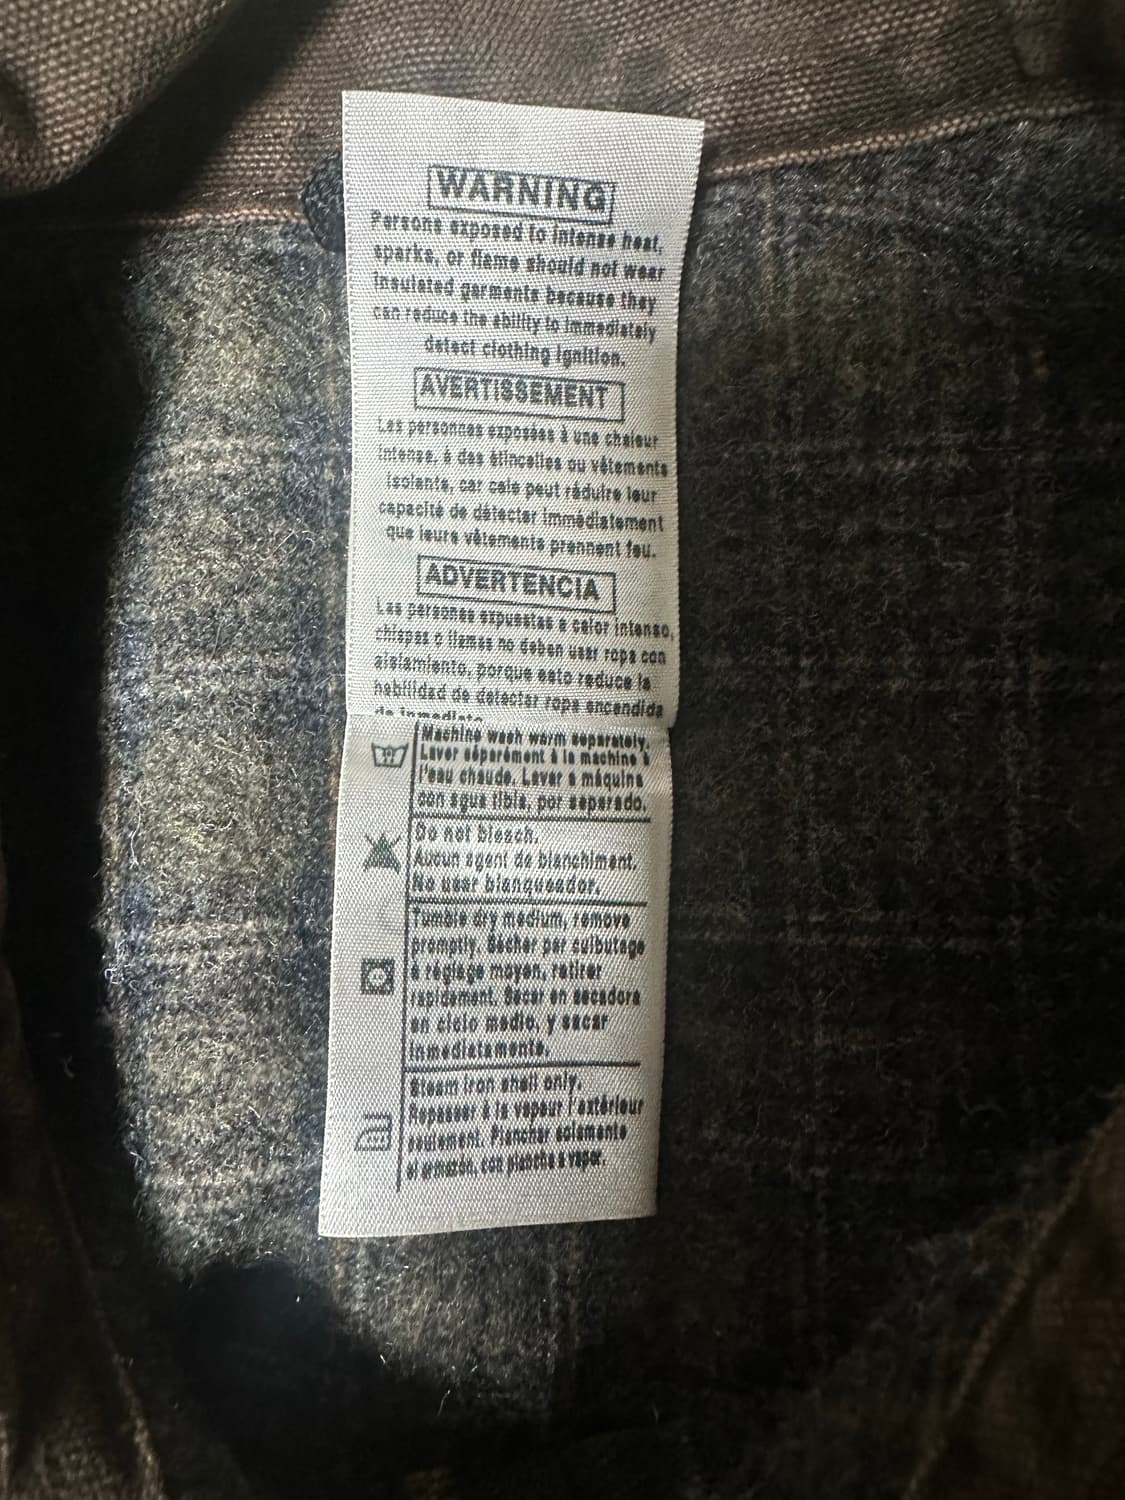 WARNING
Persons exposed to intense heat,
sparks, or flame should not wear
insulated garments because they
can reduce the ability to immediately
detect clothing ignition.
AVERTISSEMENT
Les personnes exposées à une chaleur
intense, à des étincelles ou vêtements
isolants, car cela peut réduire leur
capacité de détecter immédiatement
que leurs vêtements prennent feu.
ADVERTENCIA
Las personas expuestas a calor intenso,
chispas o llamas no deben usar ropa con
aislamiento, porque esto reduce la
habilidad de detectar ropa encendida
de inmediato
Machine wash warm separately.
Laver séparément à la machine à
l'eau chaude. Lavar a máquina
con agua tibia, por separado.
Do not bleach.
Aucun agent de blanchiment.
No usar blanqueador.
Tumble dry medium, remove
promptly. Sécher par culbutage
à réglage moyen, retirer
rapidement. Secar en secadora
en ciclo medio, y sacar
inmediatamente.
Steam iron shell only.
Repasser à la vapeur l'extérieur
seulement. Planchar solamente
el armazón, con plancha a vapor.